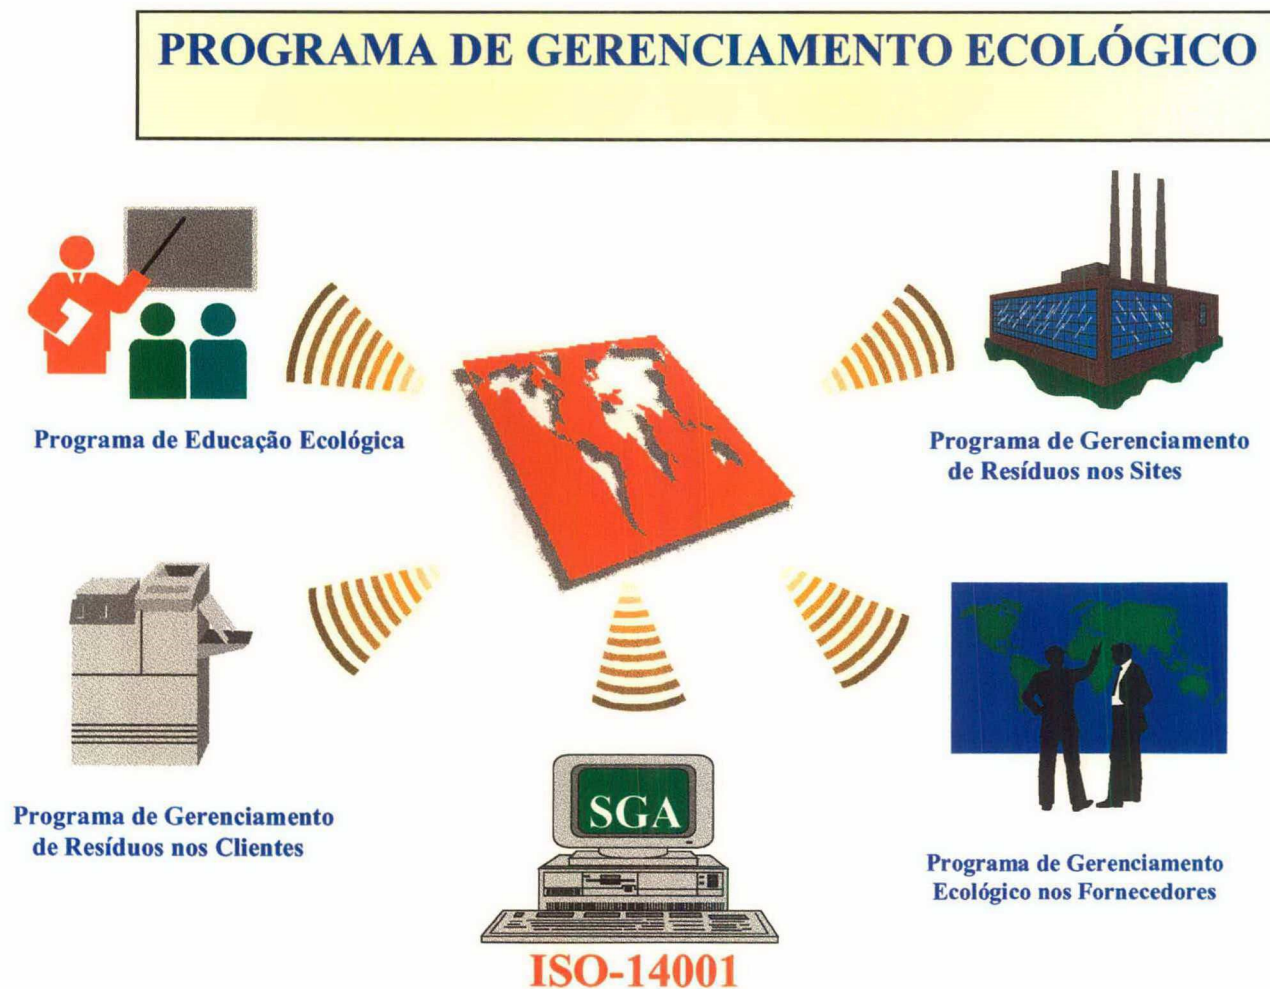 PROGRAMA DE GERENCIAMENTO ECOLÓGICO
Programa de Educação Ecológica
Programa de Gerenciamento
de Resíduos nos Sites
Programa de Gerenciamento
de Resíduos nos Clientes
SGA
ISO-14001
Programa de Gerenciamento
Ecológico nos Fornecedores